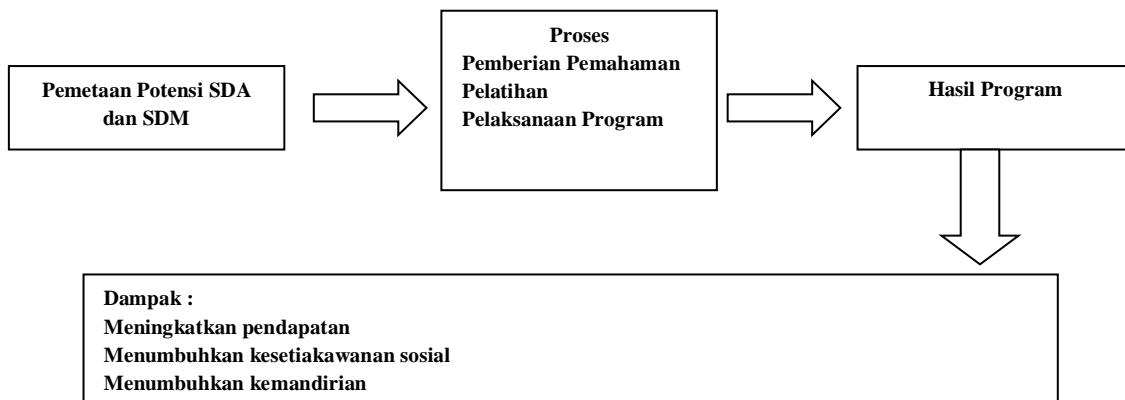 Pemetaan Potensi SDA
dan SDM
Proses
Pemberian Pemahaman
Pelatihan
Pelaksanaan Program
Hasil Program
Dampak :
Meningkatkan pendapatan
Menumbuhkan kesetiakawanan sosial
Menumbuhkan kemandirian